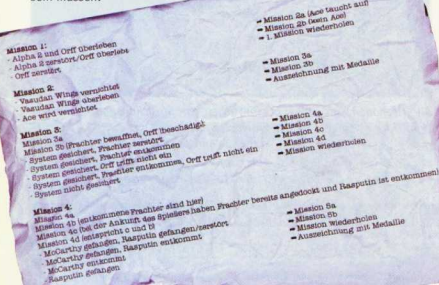 Mission 1:
- Alpha 2 und Orff überleben
- Alpha 2 zerstört/Orff überlebt
- Orff zerstört
➡ Mission 2a (Ace taucht auf)
➡ Mission 2b (kein Ace)
➡ 1. Mission wiederholen
Mission 2:
- Vasudan Wings vernichtet
- Vasudan Wings überleben
- Ace wird vernichtet
➡ Mission 3a
➡ Mission 3b
➡ Auszeichnung mit Medaille
Mission 3:
Mission 3a
Mission 3b (Frachter bewaffnet, Orff beschädigt)
- System gesichert, Frachter zerstört
- System gesichert, Frachter entkommen
- System gesichert, Orff trifft nicht ein
- System gesichert, Frachter entkommen, Orff trifft nicht ein
- System nicht gesichert
➡ Mission 4a
➡ Mission 4b
➡ Mission 4c
➡ Mission 4d
➡ Mission wiederholen
Mission 4:
Mission 4a
Mission 4b (entkommene Frachter sind hier)
Mission 4c (bei der Ankunft des Spielers haben Frachter bereits angedockt und Rasputin ist entkommen)
Mission 4d (entspricht c und b)
- McCarthy gefangen, Rasputin gefangen/zerstört
- McCarthy gefangen, Rasputin entkommt
- McCarthy entkommt
- Rasputin gefangen
➡ Mission 5a
➡ Mission 5b
➡ Mission wiederholen
➡ Auszeichnung mit Medaille